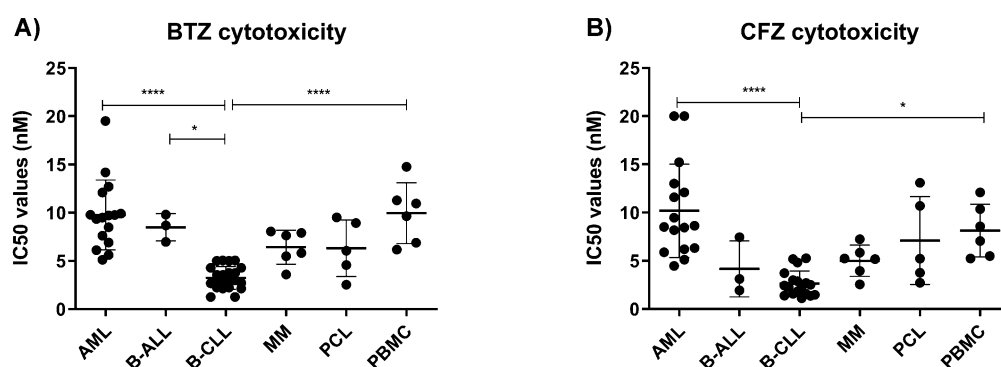 A)
BTZ cytotoxicity
IC50 values (nM)
25
20
15
10
5
0
****
****
*
AML
B-ALL
B-CLL
MM
PCL
PBMC
B)
CFZ cytotoxicity
IC50 values (nM)
25
20
15
10
5
0
****
*
AML
B-ALL
B-CLL
MM
PCL
PBMC